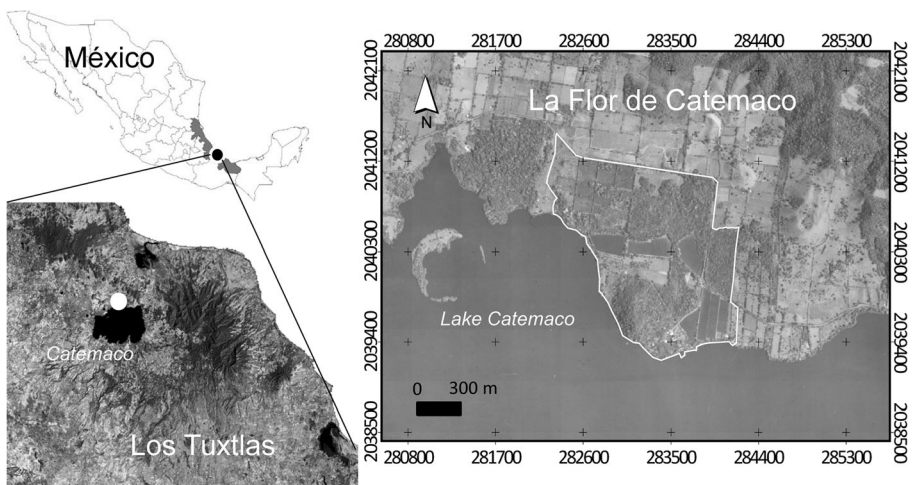 México
Catemaco
Los Tuxtlas
280800 281700 282600 283500 284400 285300
2042100
2041200
2040300
2039400
2038500
La Flor de Catemaco
N
Lake Catemaco
0 300 m
2042100
2041200
2040300
2039400
2038500
280800 281700 282600 283500 284400 285300